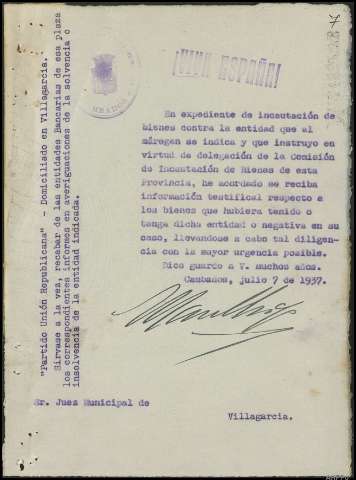 7
¡VIVA ESPAÑA!
"Partido Unión Republicana" - Domiciliado en Villagarcia.-
Sirvase a la vez, recabar de las entidades Bancarias de esa plaza
los correspondientes informes en averiguaciones de la solvencia o
insolvencia de la entidad indicada.
En expediente de incautación de
bienes contra la entidad que al
máregen se indica y que instruyo en
virtud de delegación de la Comisión
de Incautación de Bienes de esta
Provincia, he acordado se reciba
información testifical respecto a
los bienes que hubiera tenido o
tenga dicha entidad o negativa en su
caso, llevandose a cabo tal diligen-
cia con la mayor urgencia posible.
Dios guarde a V. muchos años.
Cambados, julio 7 de 1937.
Sr. Juez Municipal de
Villagarcia.